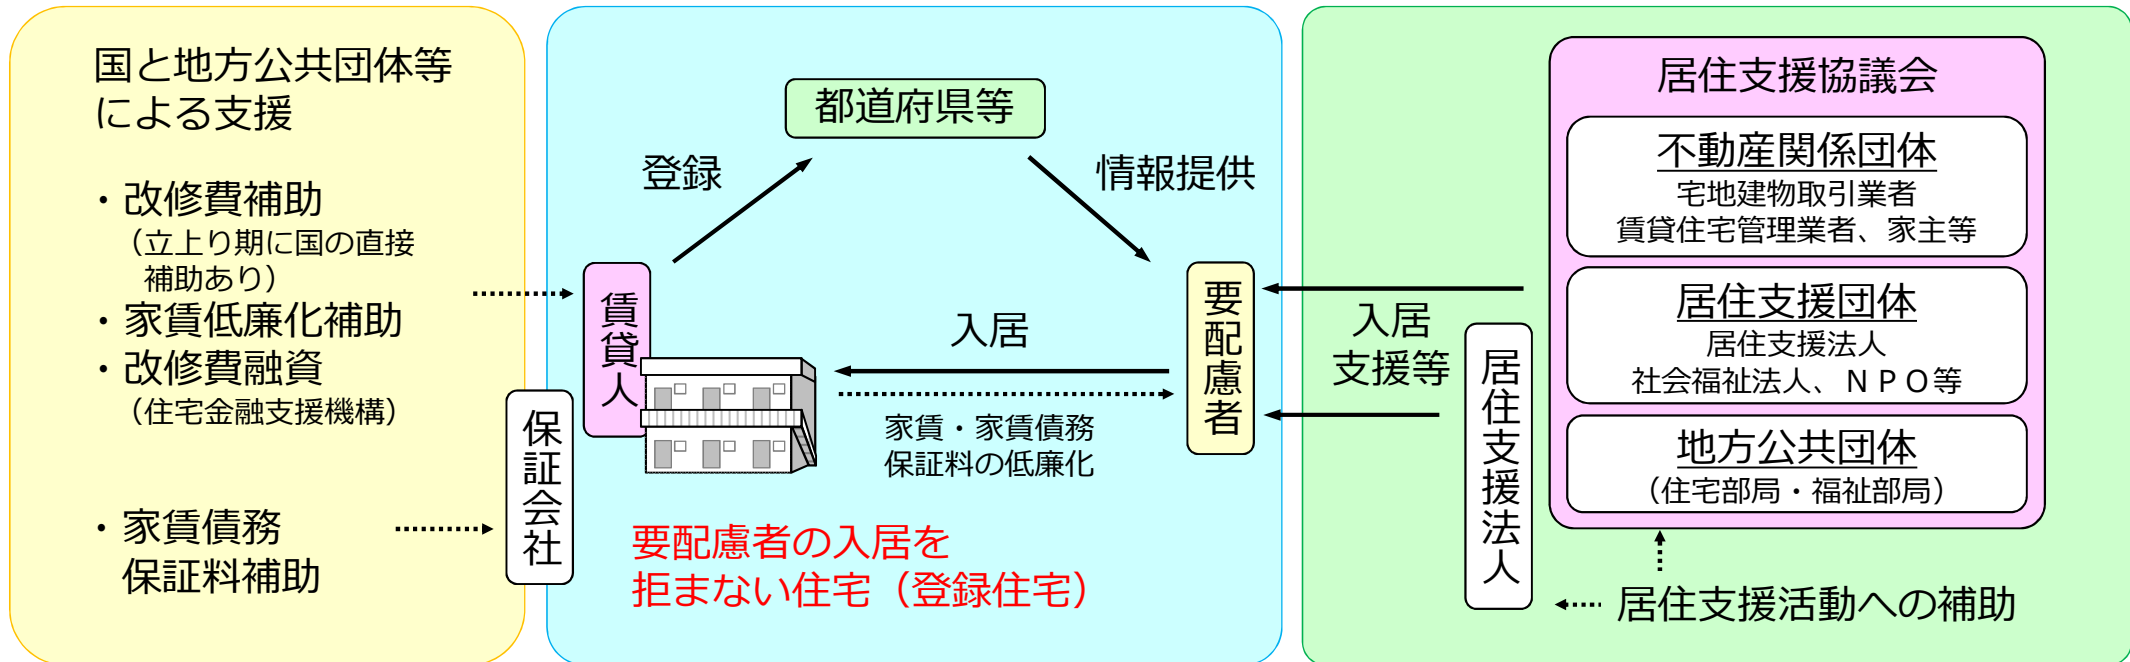 国と地方公共団体等
による支援
・改修費補助
（立上り期に国の直接
補助あり）
・家賃低廉化補助
・改修費融資
（住宅金融支援機構）
・家賃債務
保証料補助
保証会社
都道府県等
登録
情報提供
賃貸人
入居
家賃・家賃債務
保証料の低廉化
要配慮者
要配慮者の入居を
拒まない住宅（登録住宅）
入居
支援等
居住支援法人
居住支援協議会
不動産関係団体
宅地建物取引業者
賃貸住宅管理業者、家主等
居住支援団体
居住支援法人
社会福祉法人、ＮＰＯ等
地方公共団体
（住宅部局・福祉部局）
居住支援活動への補助